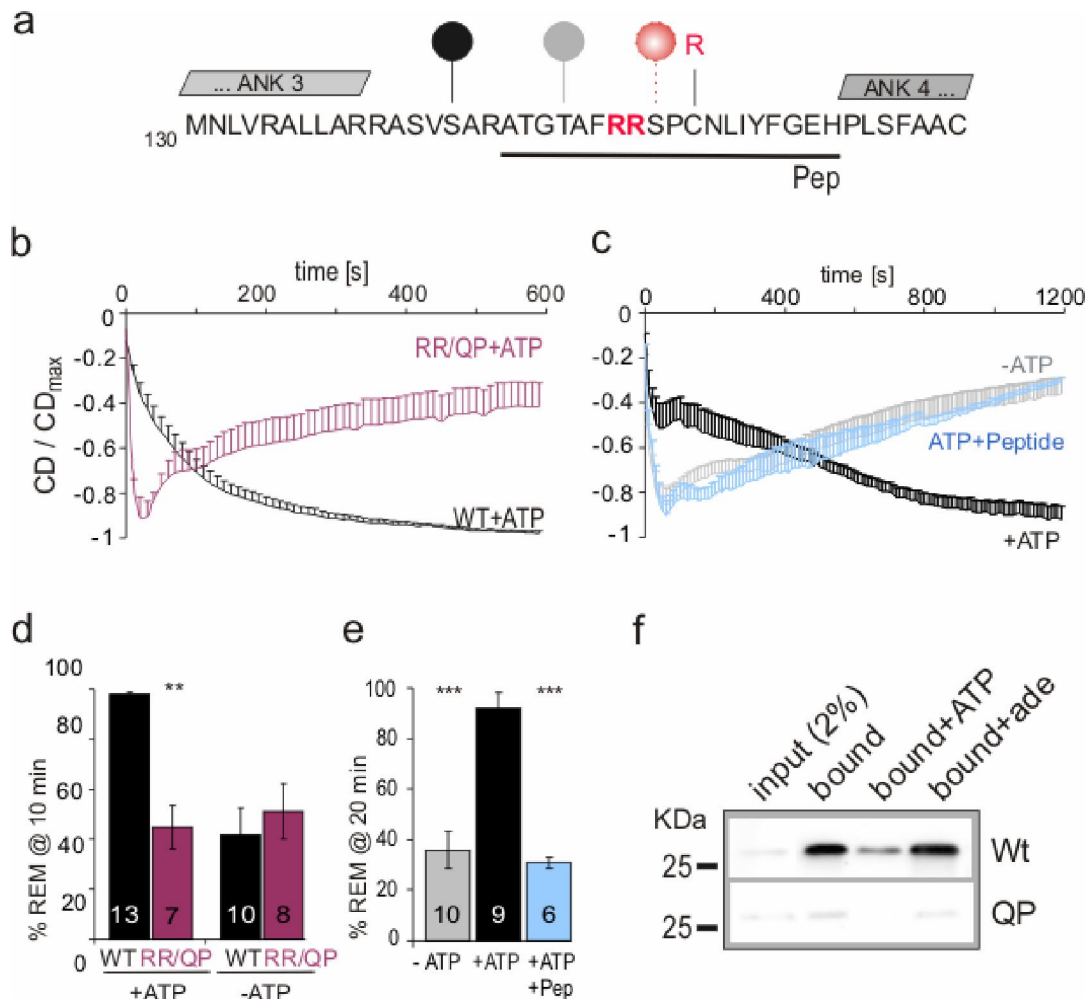 a
R
... ANK 3
ANK 4 ...
130 MNLVRALLARRASVSARATGTAFRRSPCNLIYFGEHPLSFAAC
Pep
b
time [s]
0 200 400 600
0
-0.2
-0.4
-0.6
-0.8
-1
CD / CDmax
RR/QP+ATP
WT+ATP
c
time [s]
0 400 800 1200
0
-0.2
-0.4
-0.6
-0.8
-1
-ATP
ATP+Peptide
+ATP
d
100
80
60
40
20
0
% REM @ 10 min
**
13 7 10 8
WT RR/QP WT RR/QP
+ATP -ATP
e
100
80
60
40
20
0
% REM @ 20 min
*** ***
10 9 6
- ATP +ATP +ATP
+Pep
f
input (2%)
bound
bound+ATP
bound+ade
KDa
25
Wt
25
QP